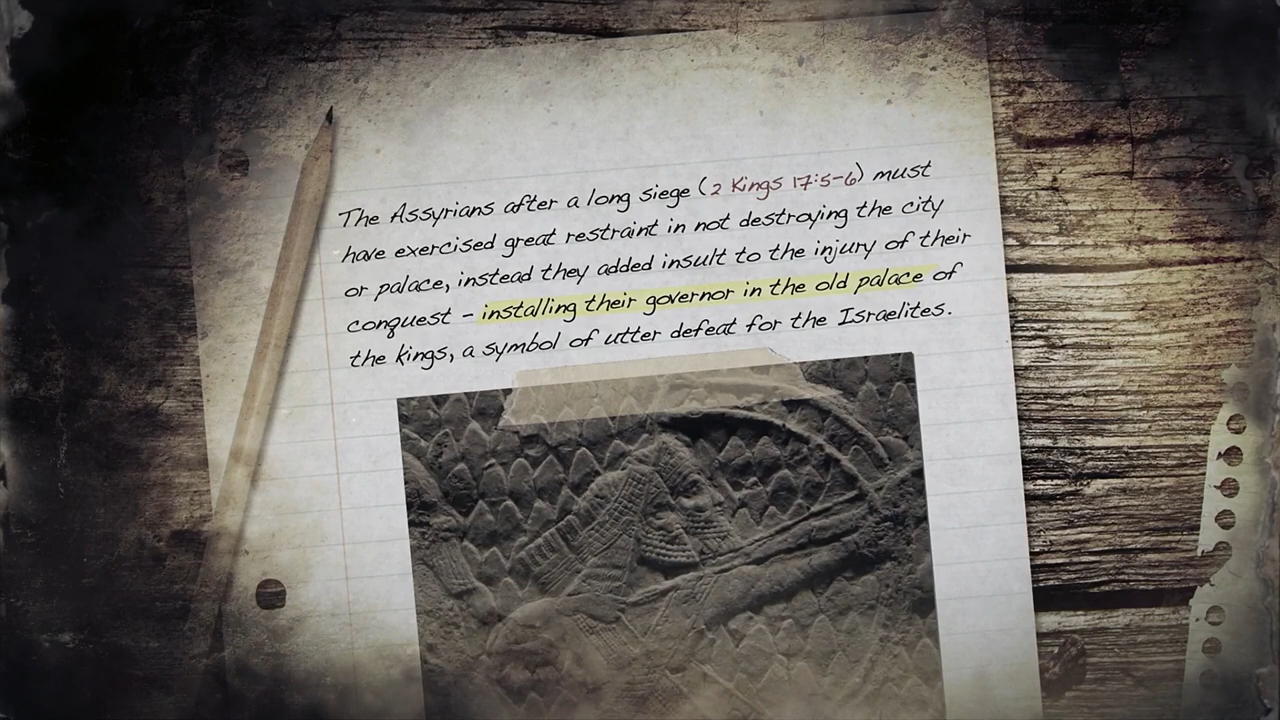 The Assyrians after a long siege (2 Kings 17:5-6) must
have exercised great restraint in not destroying the city
or palace, instead they added insult to the injury of their
conquest – installing their governor in the old palace of
the kings, a symbol of utter defeat for the Israelites.